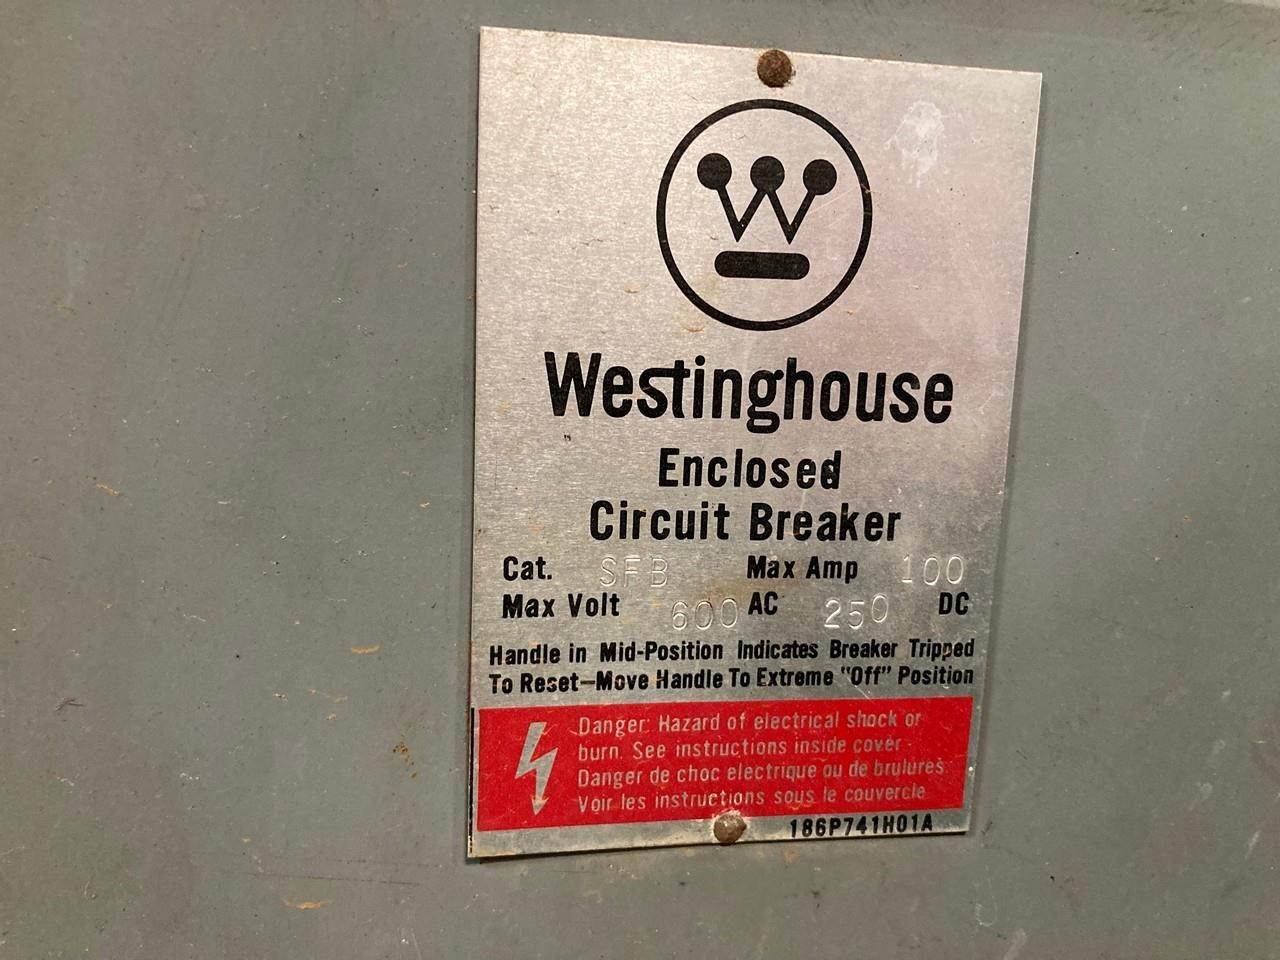 W
Westinghouse
Enclosed
Circuit Breaker
Cat. SFB Max Amp 100
Max Volt 600 AC 250 DC
Handle in Mid-Position Indicates Breaker Tripped
To Reset—Move Handle To Extreme "Off" Position
Danger: Hazard of electrical shock or
burn. See instructions inside cover.
Danger de choc electrique ou de brulures.
Voir les instructions sous le couvercle
186P741H01A